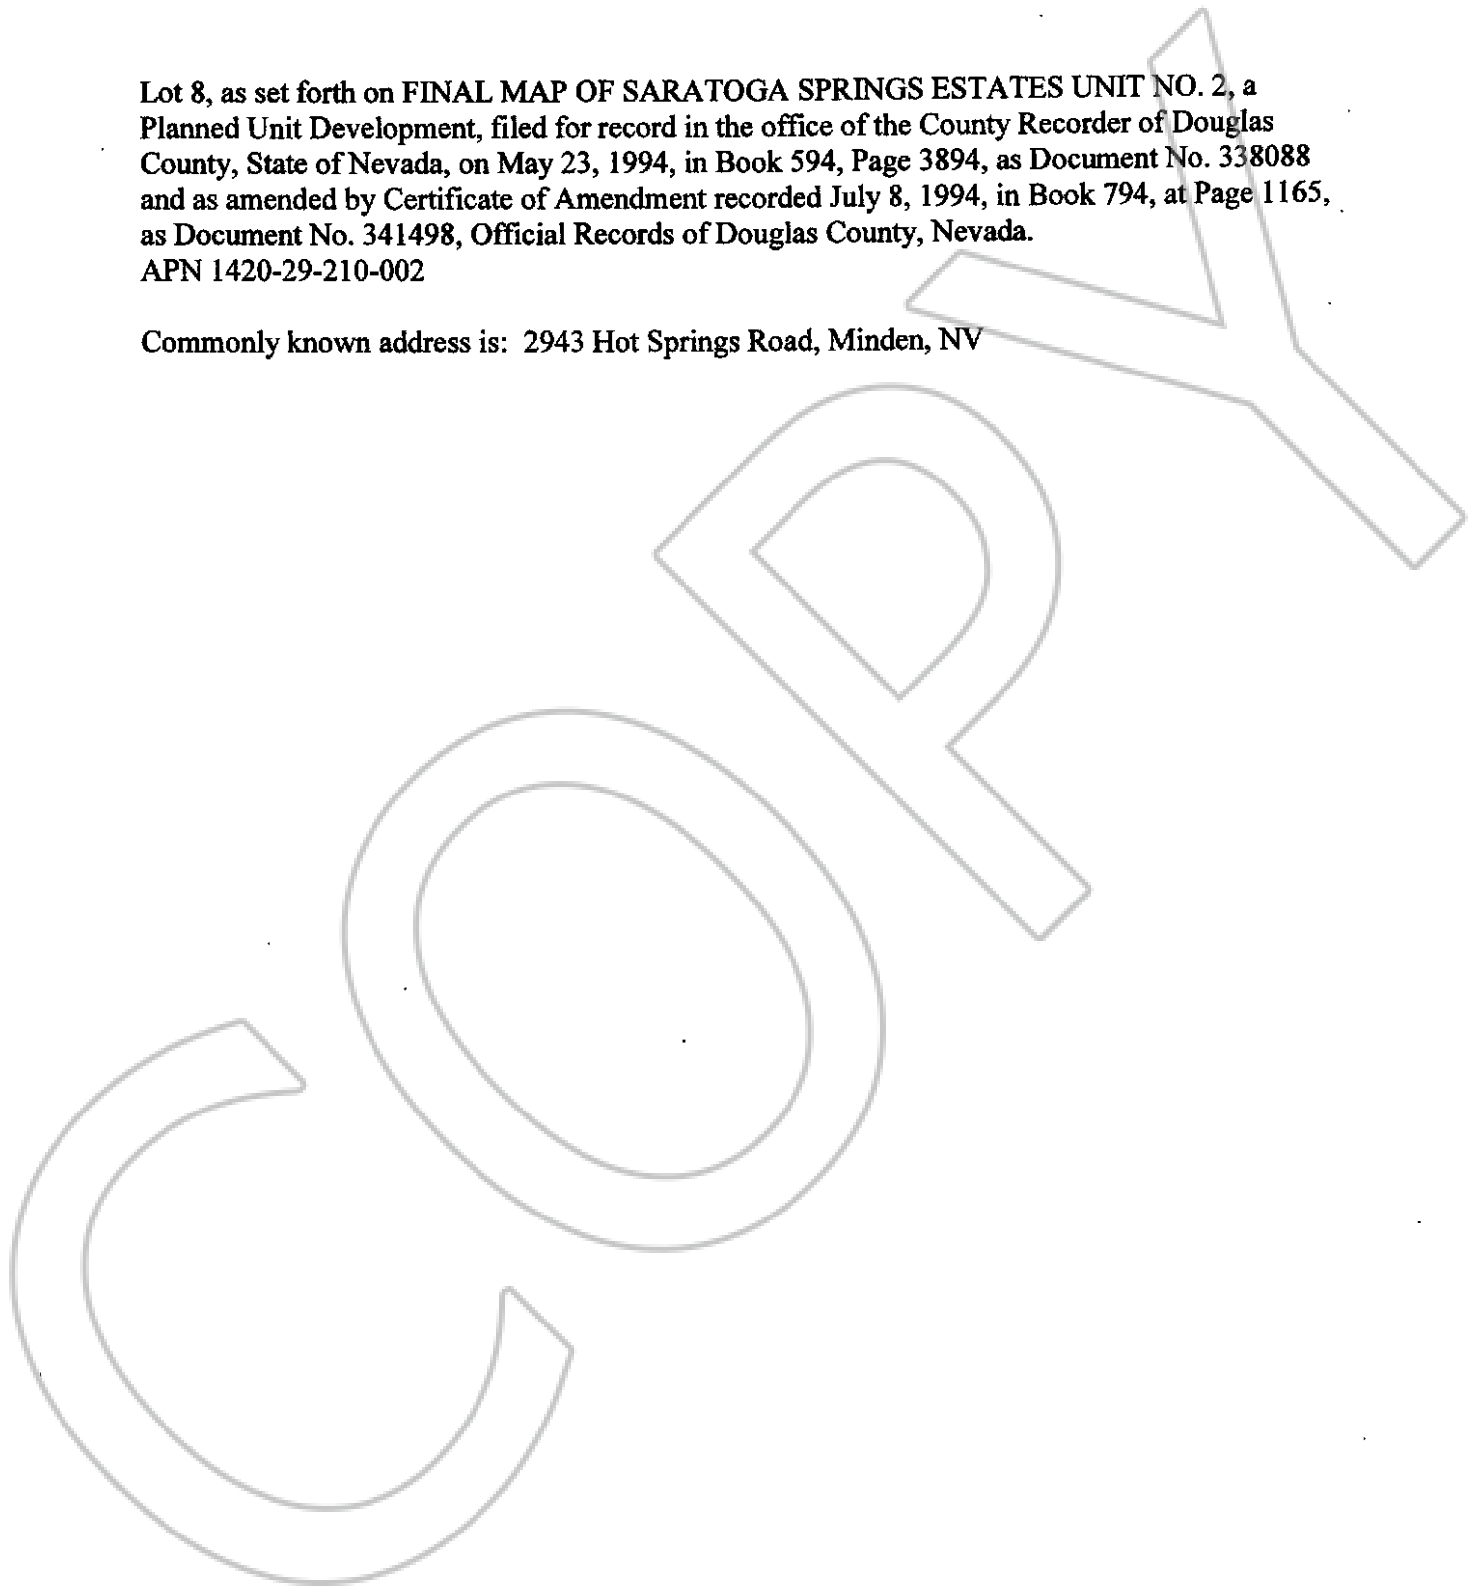 Lot 8, as set forth on FINAL MAP OF SARATOGA SPRINGS ESTATES UNIT NO. 2, a
Planned Unit Development, filed for record in the office of the County Recorder of Douglas
County, State of Nevada, on May 23, 1994, in Book 594, Page 3894, as Document No. 338088
and as amended by Certificate of Amendment recorded July 8, 1994, in Book 794, at Page 1165,
as Document No. 341498, Official Records of Douglas County, Nevada.
APN 1420-29-210-002
Commonly known address is: 2943 Hot Springs Road, Minden, NV
COPY